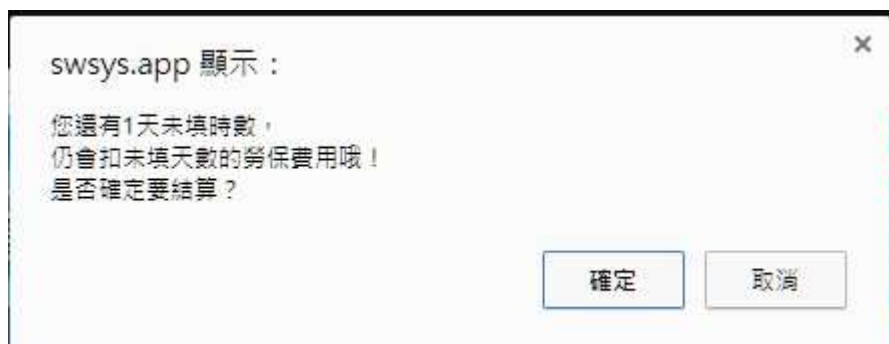 swsys.app 顯示：
您還有1天未填時數，
仍會扣未填天數的勞保費用哦！
是否確定要結算？
確定
取消